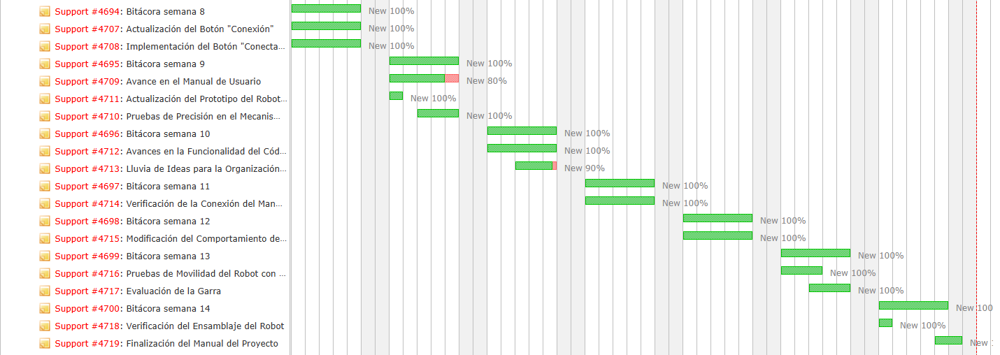 Support #4694: Bitácora semana 8 New 100%
Support #4707: Actualización del Botón "Conexión" New 100%
Support #4708: Implementación del Botón "Conecta... New 100%
Support #4695: Bitácora semana 9 New 100%
Support #4709: Avance en el Manual de Usuario New 80%
Support #4711: Actualización del Prototipo del Robot... New 100%
Support #4710: Pruebas de Precisión en el Mecanis... New 100%
Support #4696: Bitácora semana 10 New 100%
Support #4712: Avances en la Funcionalidad del Cód... New 100%
Support #4713: Lluvia de Ideas para la Organización... New 90%
Support #4697: Bitácora semana 11 New 100%
Support #4714: Verificación de la Conexión del Man... New 100%
Support #4698: Bitácora semana 12 New 100%
Support #4715: Modificación del Comportamiento de... New 100%
Support #4699: Bitácora semana 13 New 100%
Support #4716: Pruebas de Movilidad del Robot con ... New 100%
Support #4717: Evaluación de la Garra New 100%
Support #4700: Bitácora semana 14 New 100
Support #4718: Verificación del Ensamblaje del Robot New 100%
Support #4719: Finalización del Manual del Proyecto New 1